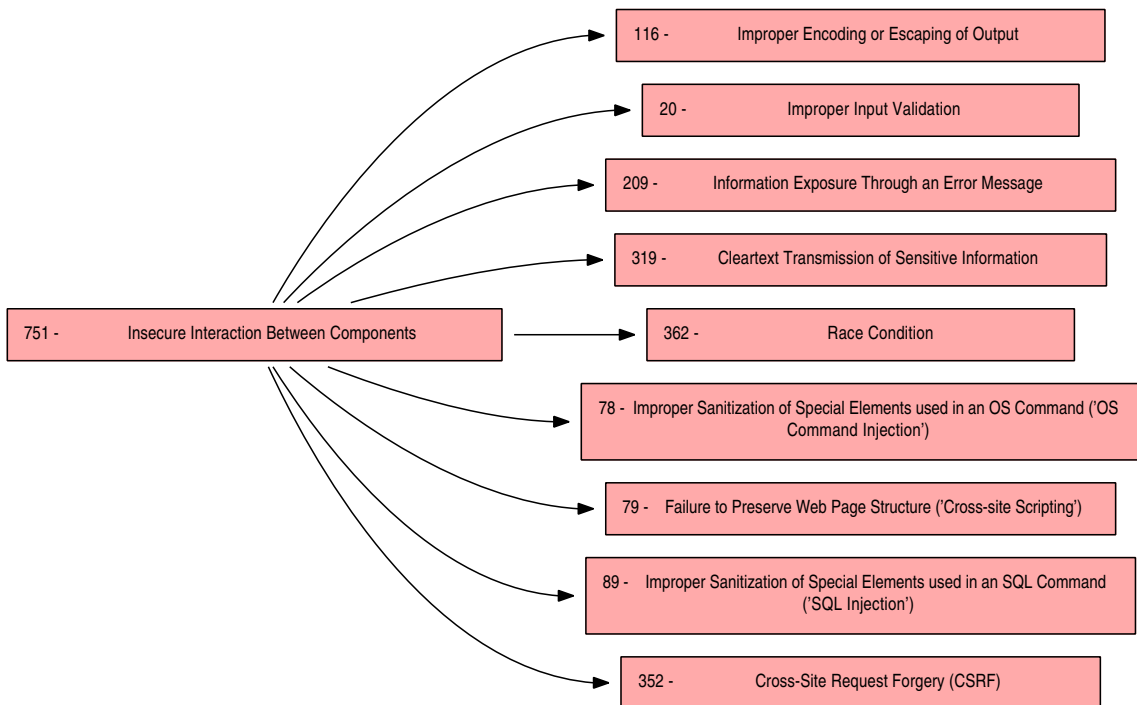 116 - Improper Encoding or Escaping of Output
20 - Improper Input Validation
209 - Information Exposure Through an Error Message
319 - Cleartext Transmission of Sensitive Information
751 - Insecure Interaction Between Components
362 - Race Condition
78 - Improper Sanitization of Special Elements used in an OS Command ('OS
Command Injection')
79 - Failure to Preserve Web Page Structure ('Cross-site Scripting')
89 - Improper Sanitization of Special Elements used in an SQL Command
('SQL Injection')
352 - Cross-Site Request Forgery (CSRF)